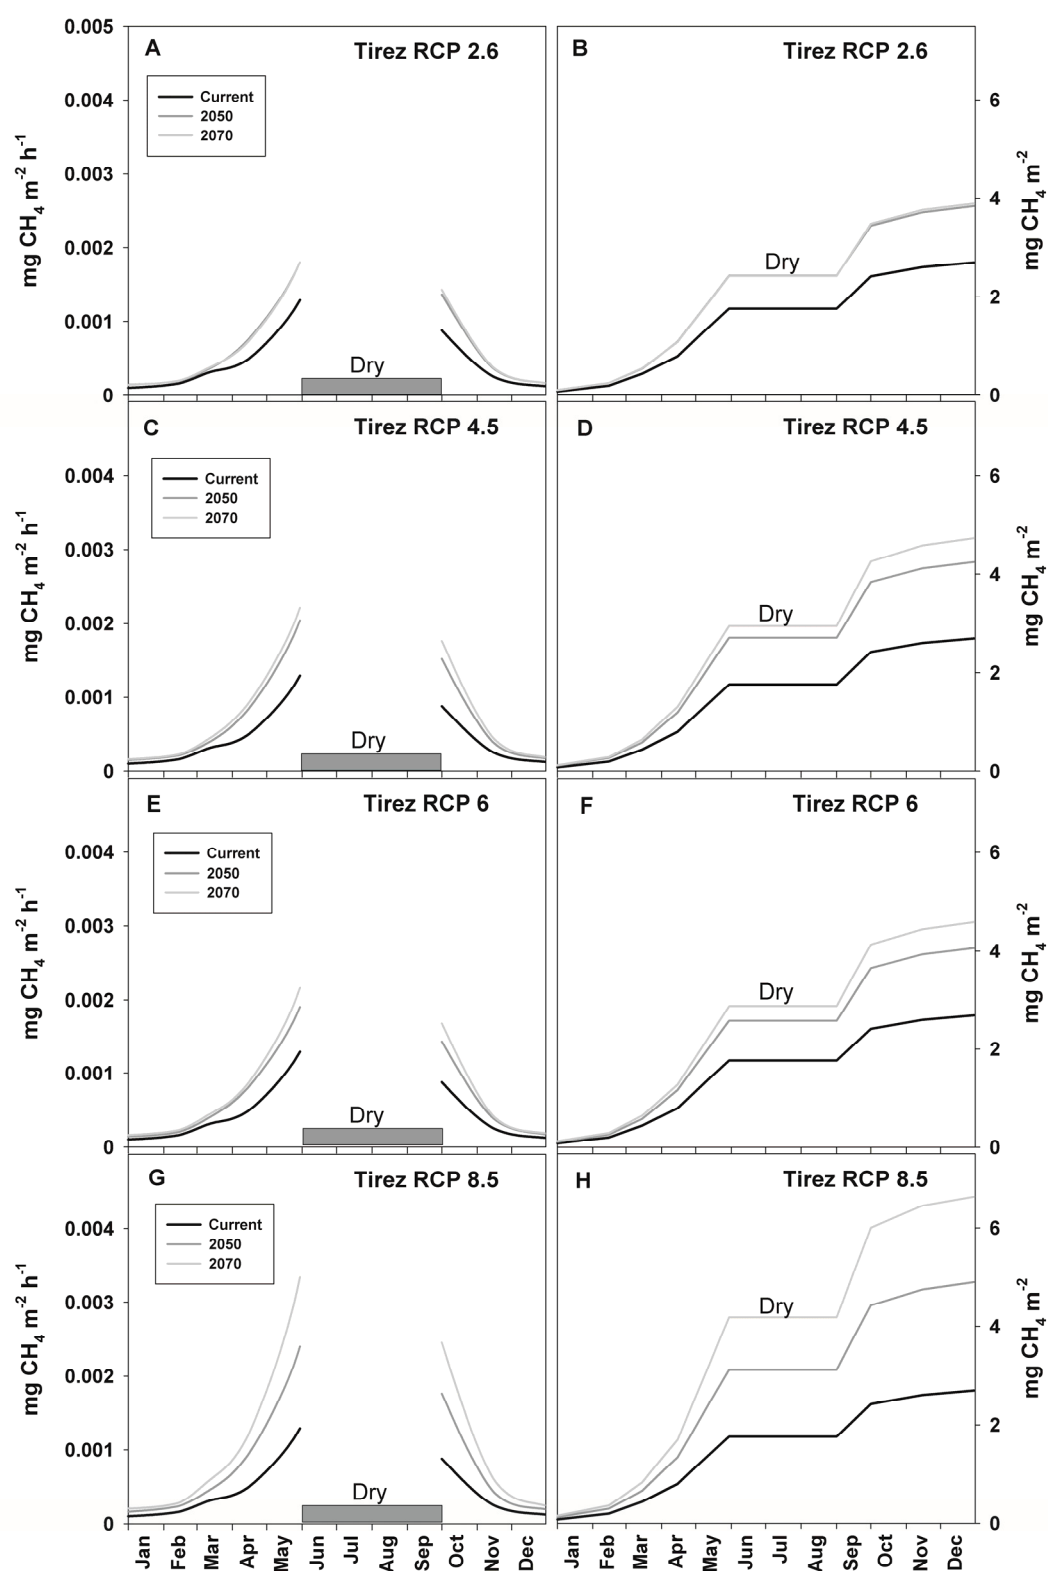 A Tirez RCP 2.6
B Tirez RCP 2.6
0.005
0.004
0.003
0.002
0.001
0
mg CH4 m-2 h-1
Current
2050
2070
Dry
Dry
6
4
2
0
mg CH4 m-2
C Tirez RCP 4.5
D Tirez RCP 4.5
0.004
0.003
0.002
0.001
0
mg CH4 m-2 h-1
Current
2050
2070
Dry
Dry
6
4
2
0
mg CH4 m-2
E Tirez RCP 6
F Tirez RCP 6
0.004
0.003
0.002
0.001
0
mg CH4 m-2 h-1
Current
2050
2070
Dry
Dry
6
4
2
0
mg CH4 m-2
G Tirez RCP 8.5
H Tirez RCP 8.5
0.004
0.003
0.002
0.001
0
mg CH4 m-2 h-1
Current
2050
2070
Dry
Dry
6
4
2
0
mg CH4 m-2
Jan Feb Mar Apr May Jun Jul Aug Sep Oct Nov Dec
Jan Feb Mar Apr May Jun Jul Aug Sep Oct Nov Dec